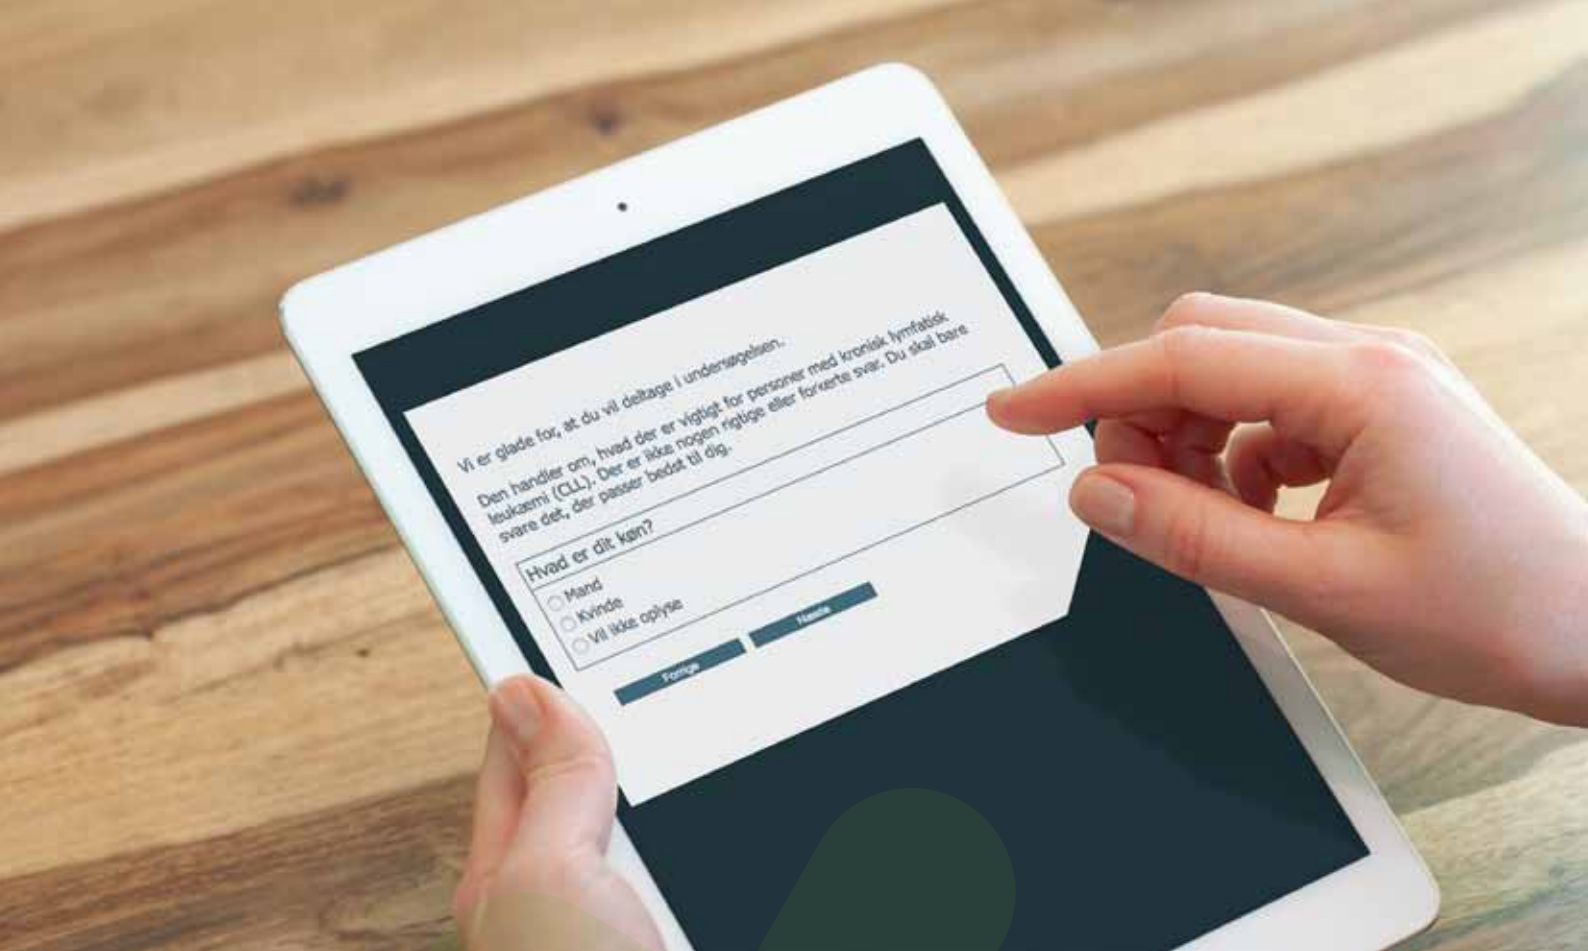 Vi er glade for, at du vil deltage i undersøgelsen.
Den handler om, hvad der er vigtigt for personer med kronisk lymfatisk
leukæmi (CLL). Der er ikke nogen rigtige eller forkerte svar. Du skal bare
svare det, der passer bedst til dig.
Hvad er dit køn?
Mand
Kvinde
Vil ikke oplyse
Forrige
Næste